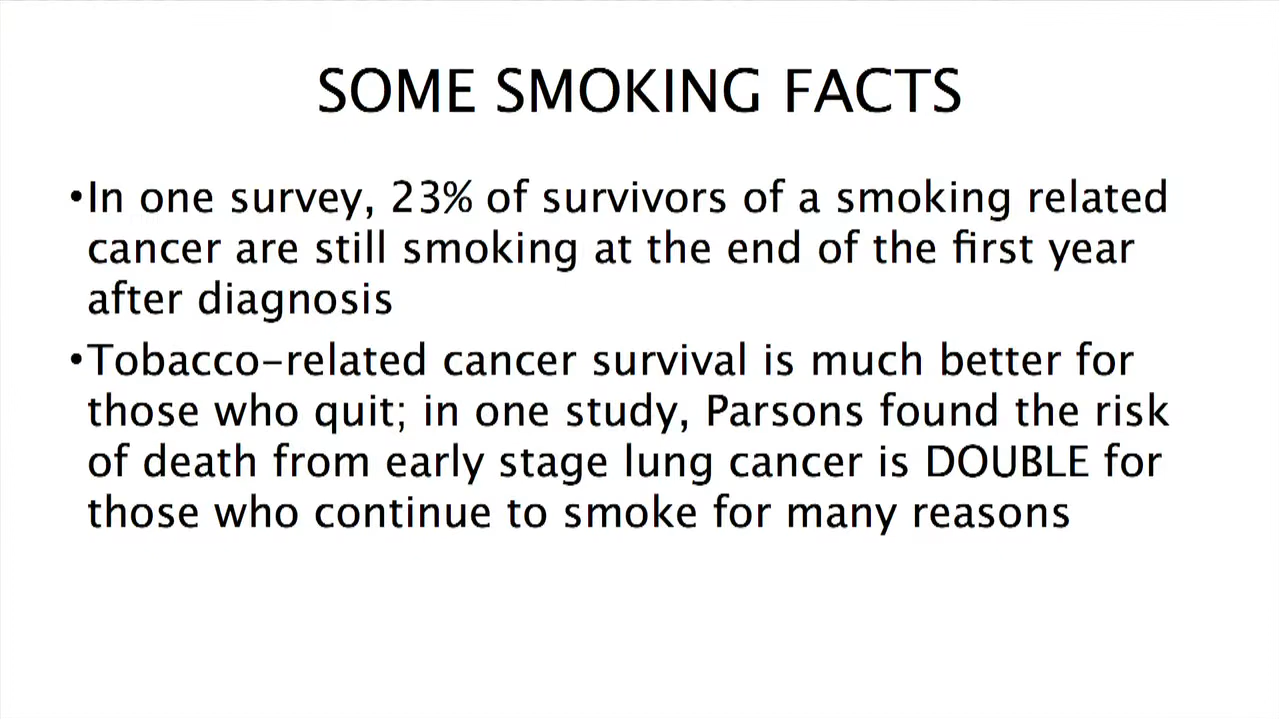 SOME SMOKING FACTS
•In one survey, 23% of survivors of a smoking related
cancer are still smoking at the end of the first year
after diagnosis
•Tobacco-related cancer survival is much better for
those who quit; in one study, Parsons found the risk
of death from early stage lung cancer is DOUBLE for
those who continue to smoke for many reasons